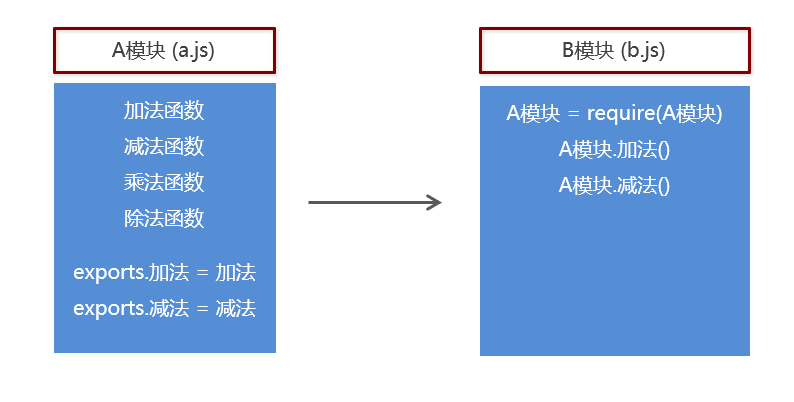 A模块 (a.js)
加法函数
减法函数
乘法函数
除法函数
exports.加法 = 加法
exports.减法 = 减法
B模块 (b.js)
A模块 = require(A模块)
A模块.加法()
A模块.减法()